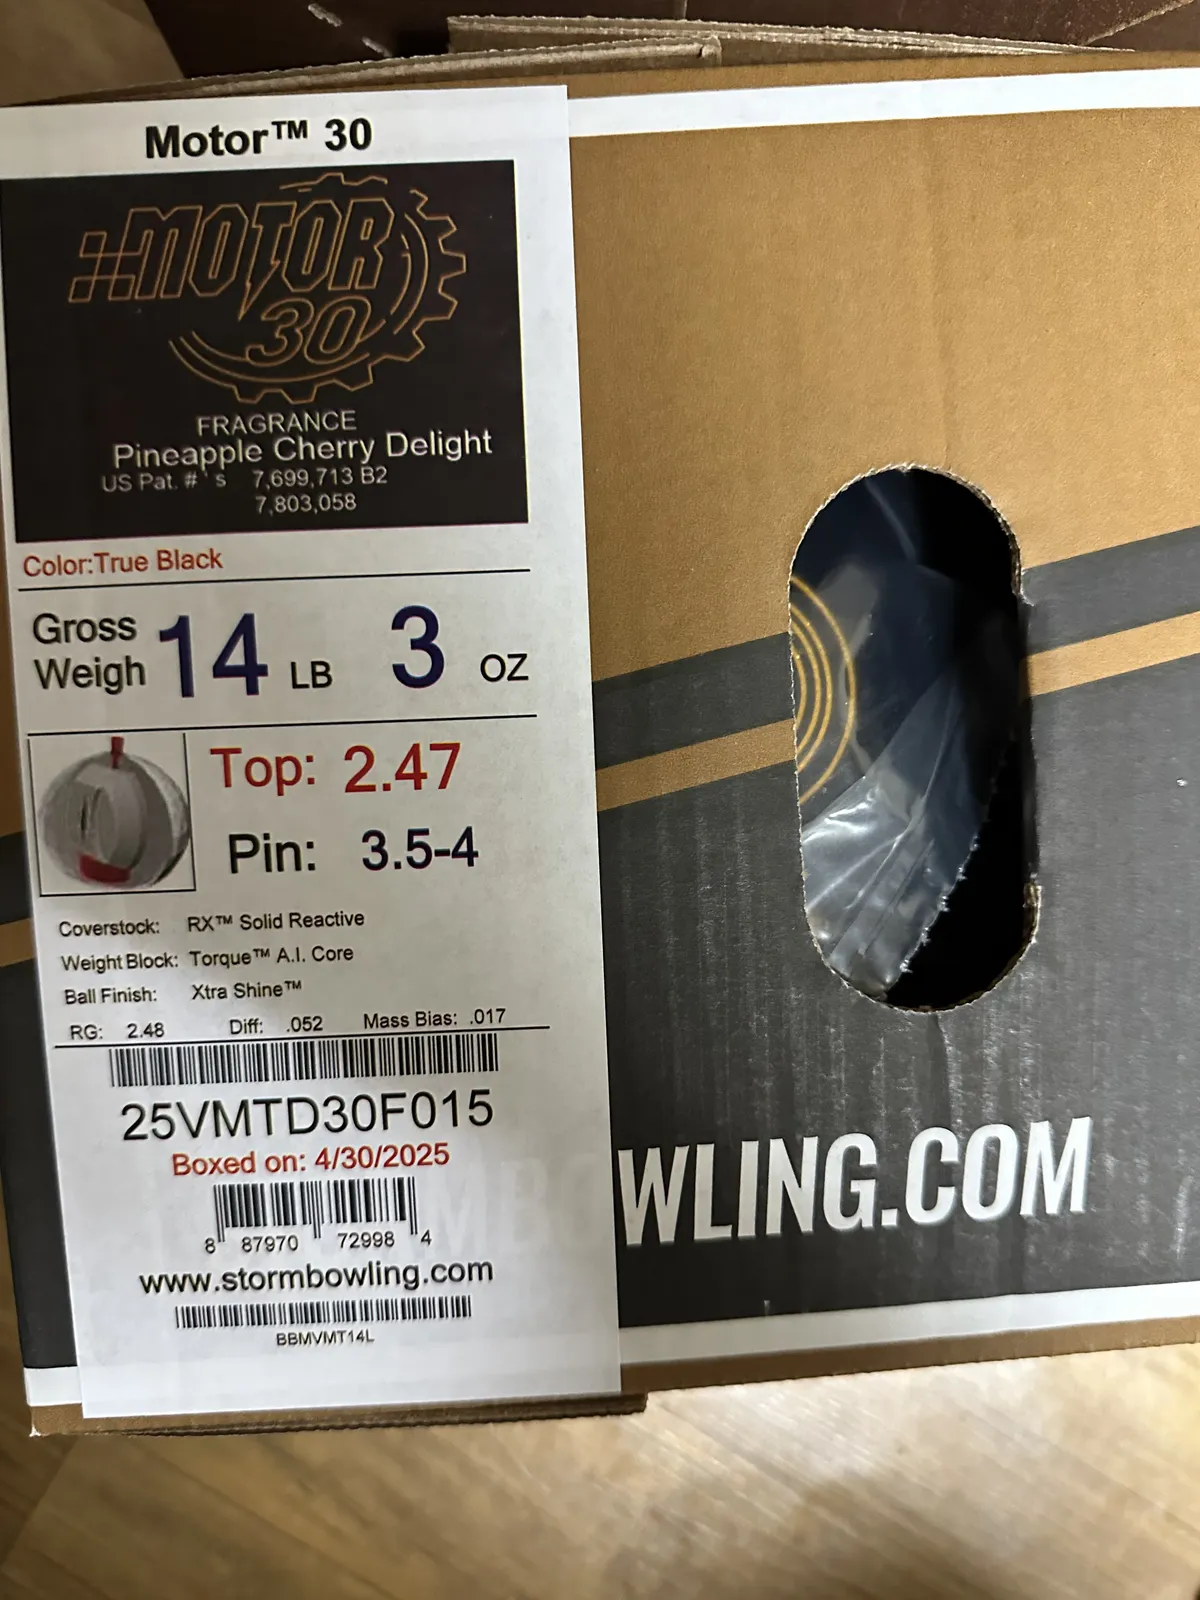 Motor™ 30
MOTOR
30
FRAGRANCE
Pineapple Cherry Delight
US Pat. # ' s 7,699,713 B2
7,803,058
Color:True Black
Gross Weigh 14 LB 3 OZ
Top: 2.47
Pin: 3.5-4
Coverstock: RX™ Solid Reactive
Weight Block: Torque™ A.I. Core
Ball Finish: Xtra Shine™
RG: 2.48 Diff: .052 Mass Bias: .017
25VMTD30F015
Boxed on: 4/30/2025
8 87970 72998 4
www.stormbowling.com
BBMVMT14L
WLING.COM